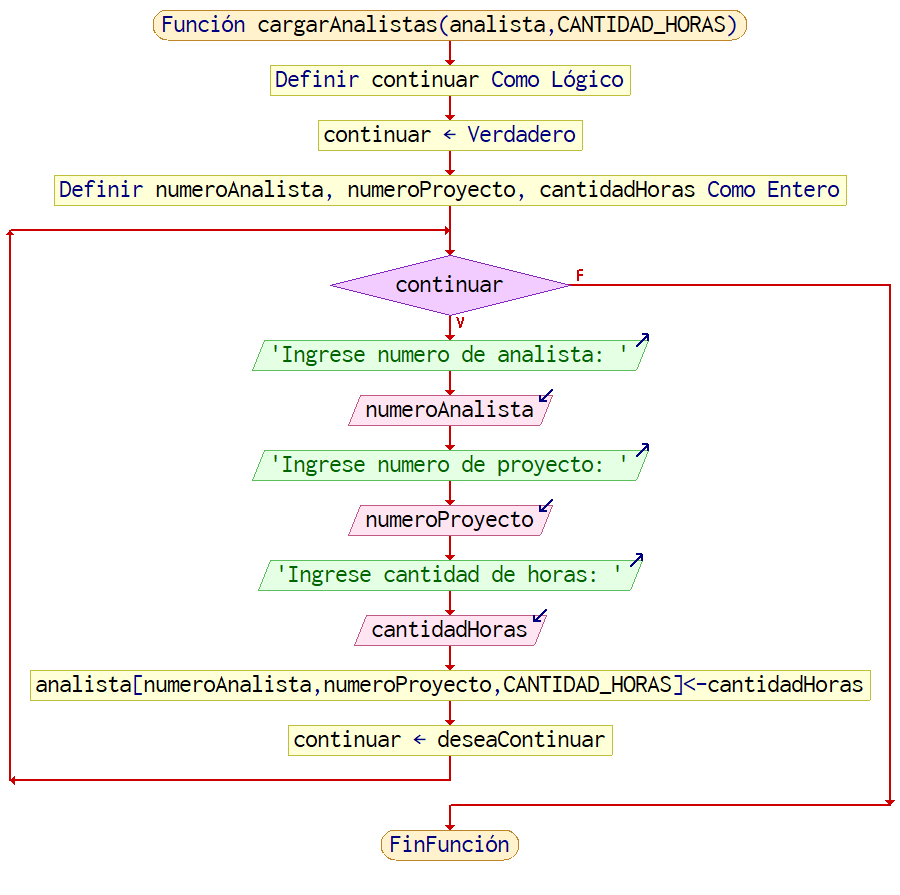 Función cargarAnalistas(analista,CANTIDAD_HORAS)
Definir continuar Como Lógico
continuar ← Verdadero
Definir numeroAnalista, numeroProyecto, cantidadHoras Como Entero
continuar
F
V
'Ingrese numero de analista: '
numeroAnalista
'Ingrese numero de proyecto: '
numeroProyecto
'Ingrese cantidad de horas: '
cantidadHoras
analista[numeroAnalista,numeroProyecto,CANTIDAD_HORAS]<-cantidadHoras
continuar ← deseaContinuar
FinFunción